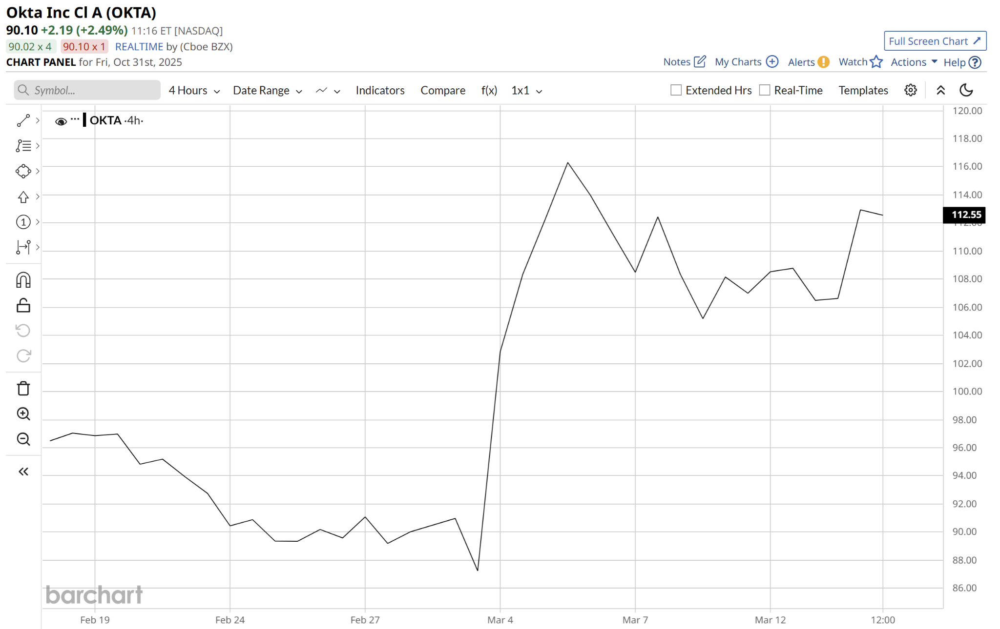 Okta Inc Cl A (OKTA)
90.10 +2.19 (+2.49%) 11:16 ET [NASDAQ]
90.02 x 4 90.10 x 1 REALTIME by (Cboe BZX)
Full Screen Chart
CHART PANEL for Fri, Oct 31st, 2025
Notes My Charts Alerts Watch Actions Help
Symbol... 4 Hours Date Range Indicators Compare f(x) 1x1 Extended Hrs Real-Time Templates
OKTA ·4h·
120.00
118.00
116.00
114.00
112.55
112.00
110.00
108.00
106.00
104.00
102.00
100.00
98.00
96.00
94.00
92.00
90.00
88.00
86.00
1
barchart
Feb 19 Feb 24 Feb 27 Mar 4 Mar 7 Mar 12 12:00